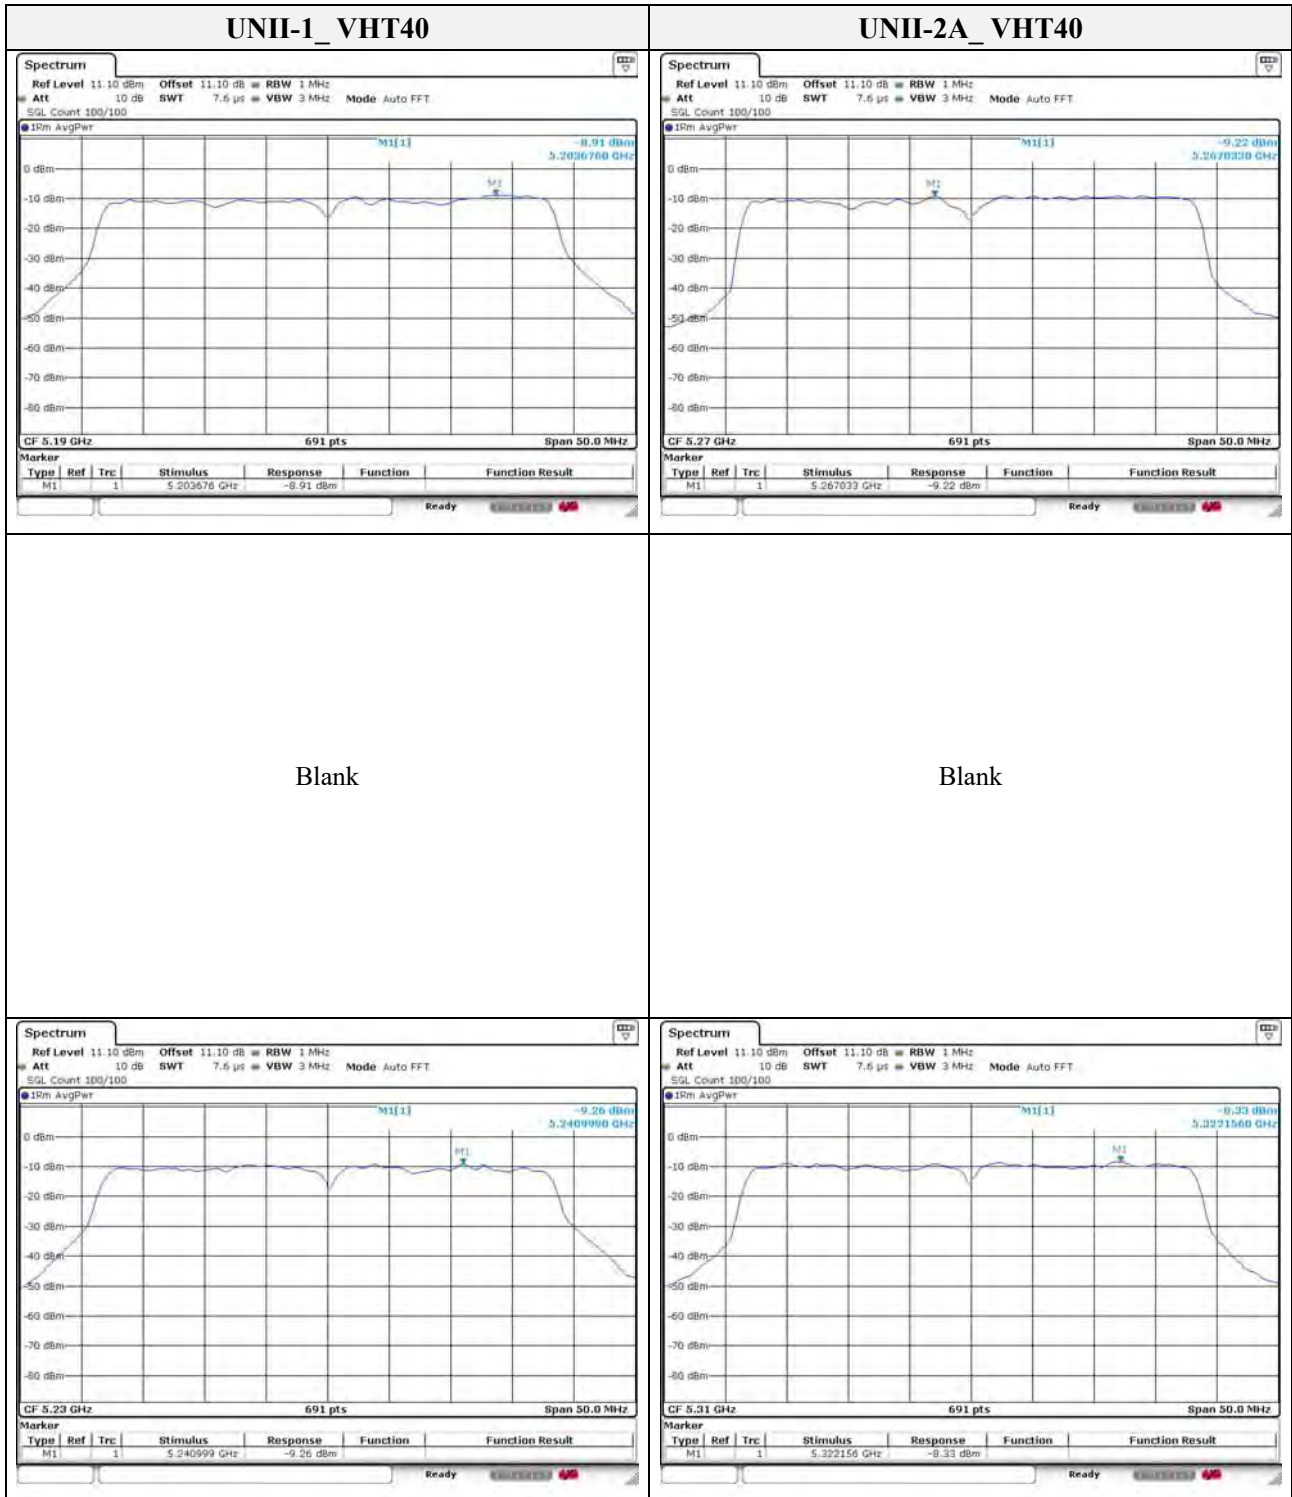 UNII-1_ VHT40
UNII-2A_ VHT40
Spectrum
Ref Level 11.10 dBm Offset 11.10 dB RBW 1 MHz
Att 10 dB SWT 7.6 µs VBW 3 MHz Mode Auto FFT
SGL Count 100/100
1Rm AvgPwr
M1[1] -8.91 dBm
5.2036760 GHz
M1
0 dBm
-10 dBm
-20 dBm
-30 dBm
-40 dBm
-50 dBm
-60 dBm
-70 dBm
-80 dBm
CF 5.19 GHz 691 pts Span 50.0 MHz
Marker
Type Ref Trc Stimulus Response Function Function Result
M1 1 5.203676 GHz -8.91 dBm
Ready
Spectrum
Ref Level 11.10 dBm Offset 11.10 dB RBW 1 MHz
Att 10 dB SWT 7.6 µs VBW 3 MHz Mode Auto FFT
SGL Count 100/100
1Rm AvgPwr
M1[1] -9.22 dBm
5.2670330 GHz
M1
0 dBm
-10 dBm
-20 dBm
-30 dBm
-40 dBm
-50 dBm
-60 dBm
-70 dBm
-80 dBm
CF 5.27 GHz 691 pts Span 50.0 MHz
Marker
Type Ref Trc Stimulus Response Function Function Result
M1 1 5.267033 GHz -9.22 dBm
Ready
Blank
Blank
Spectrum
Ref Level 11.10 dBm Offset 11.10 dB RBW 1 MHz
Att 10 dB SWT 7.6 µs VBW 3 MHz Mode Auto FFT
SGL Count 100/100
1Rm AvgPwr
M1[1] -9.26 dBm
5.2409990 GHz
M1
0 dBm
-10 dBm
-20 dBm
-30 dBm
-40 dBm
-50 dBm
-60 dBm
-70 dBm
-80 dBm
CF 5.23 GHz 691 pts Span 50.0 MHz
Marker
Type Ref Trc Stimulus Response Function Function Result
M1 1 5.240999 GHz -9.26 dBm
Ready
Spectrum
Ref Level 11.10 dBm Offset 11.10 dB RBW 1 MHz
Att 10 dB SWT 7.6 µs VBW 3 MHz Mode Auto FFT
SGL Count 100/100
1Rm AvgPwr
M1[1] -8.33 dBm
5.3221560 GHz
M1
0 dBm
-10 dBm
-20 dBm
-30 dBm
-40 dBm
-50 dBm
-60 dBm
-70 dBm
-80 dBm
CF 5.31 GHz 691 pts Span 50.0 MHz
Marker
Type Ref Trc Stimulus Response Function Function Result
M1 1 5.322156 GHz -8.33 dBm
Ready